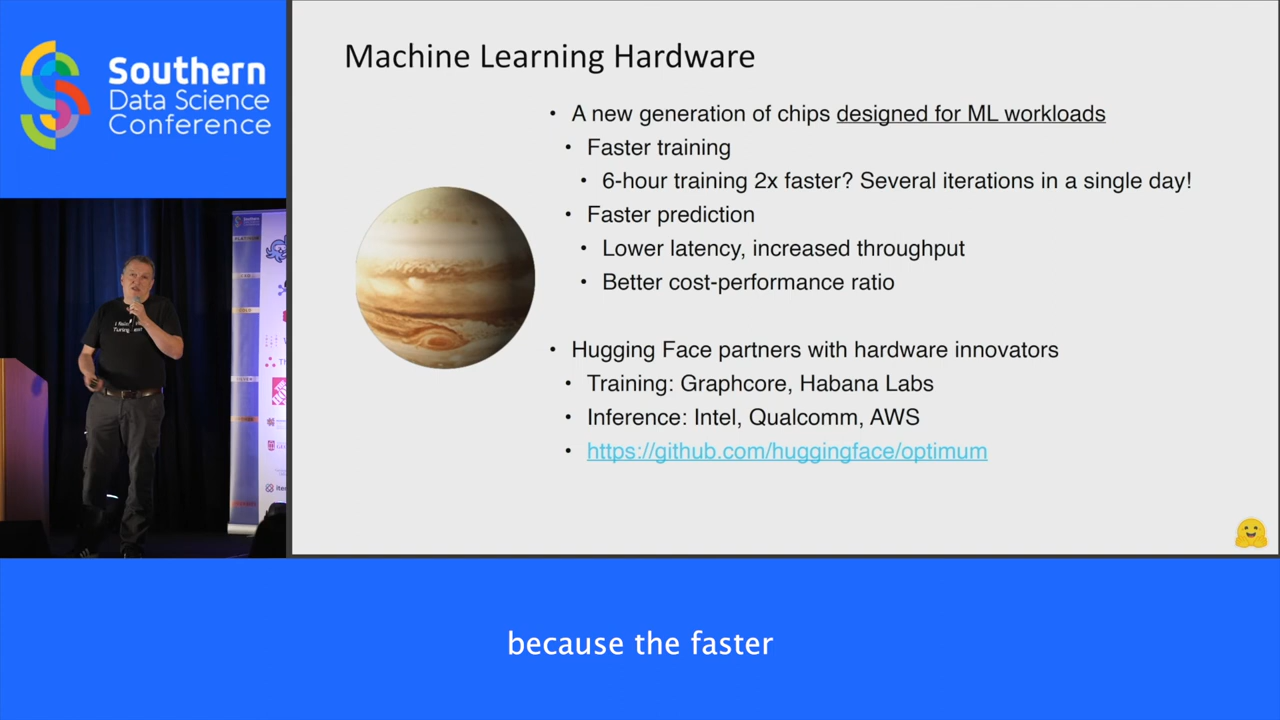 Southern
Data Science
Conference
Machine Learning Hardware
• A new generation of chips designed for ML workloads
• Faster training
• 6-hour training 2x faster? Several iterations in a single day!
• Faster prediction
• Lower latency, increased throughput
• Better cost-performance ratio
• Hugging Face partners with hardware innovators
• Training: Graphcore, Habana Labs
• Inference: Intel, Qualcomm, AWS
• https://github.com/huggingface/optimum
because the faster